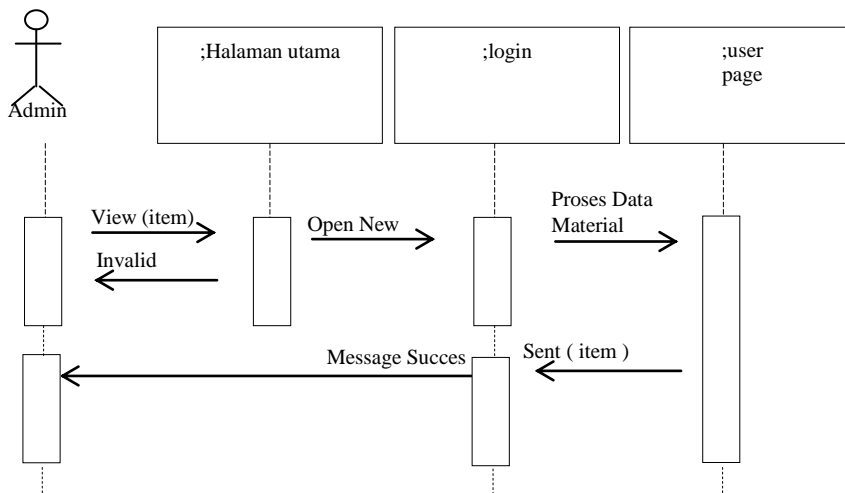 ;Halaman utama
;login
;user
page
Admin
View (item)
Open New
Proses Data
Material
Invalid
Message Succes
Sent ( item )